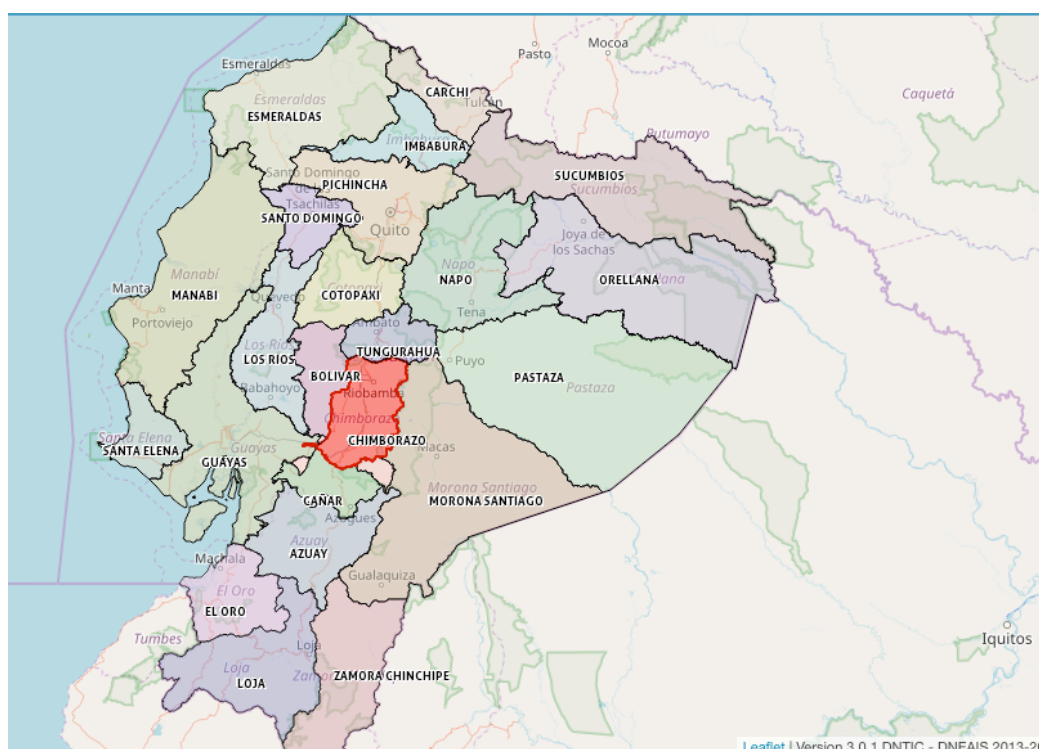 Pasto
Mocoa
Esmeraldas
CARCHI
Tulcán
Caquetá
Esmeraldas
ESMERALDAS
Putumayo
Imbabura
IMBABURA
Santo Domingo
de los
Tsáchilas
PICHINCHA
SUCUMBIOS
Sucumbíos
SANTO DOMINGO
Quito
Joya de
los Sachas
Manabí
MANABI
Manta
Portoviejo
Cotopaxi
COTOPAXI
Napo
NAPO
ORELLANA
Quevedo
Tena
Ambato
TUNGURAHUA
Los Ríos
LOS RIOS
Puyo
BOLIVAR
PASTAZA
Pastaza
Babahoyo
Riobamba
Chimborazo
CHIMBORAZO
Santa Elena
SANTA ELENA
Guayas
GUAYAS
Macas
Morona Santiago
MORONA SANTIAGO
CAÑAR
Azogues
Azuay
AZUAY
Machala
Gualaquiza
El Oro
EL ORO
Tumbes
Iquitos
Loja
Loja
LOJA
ZAMORA CHINCHIPE
Leaflet | Version 3.0.1 DNTIC - DNEAIS 2013-20